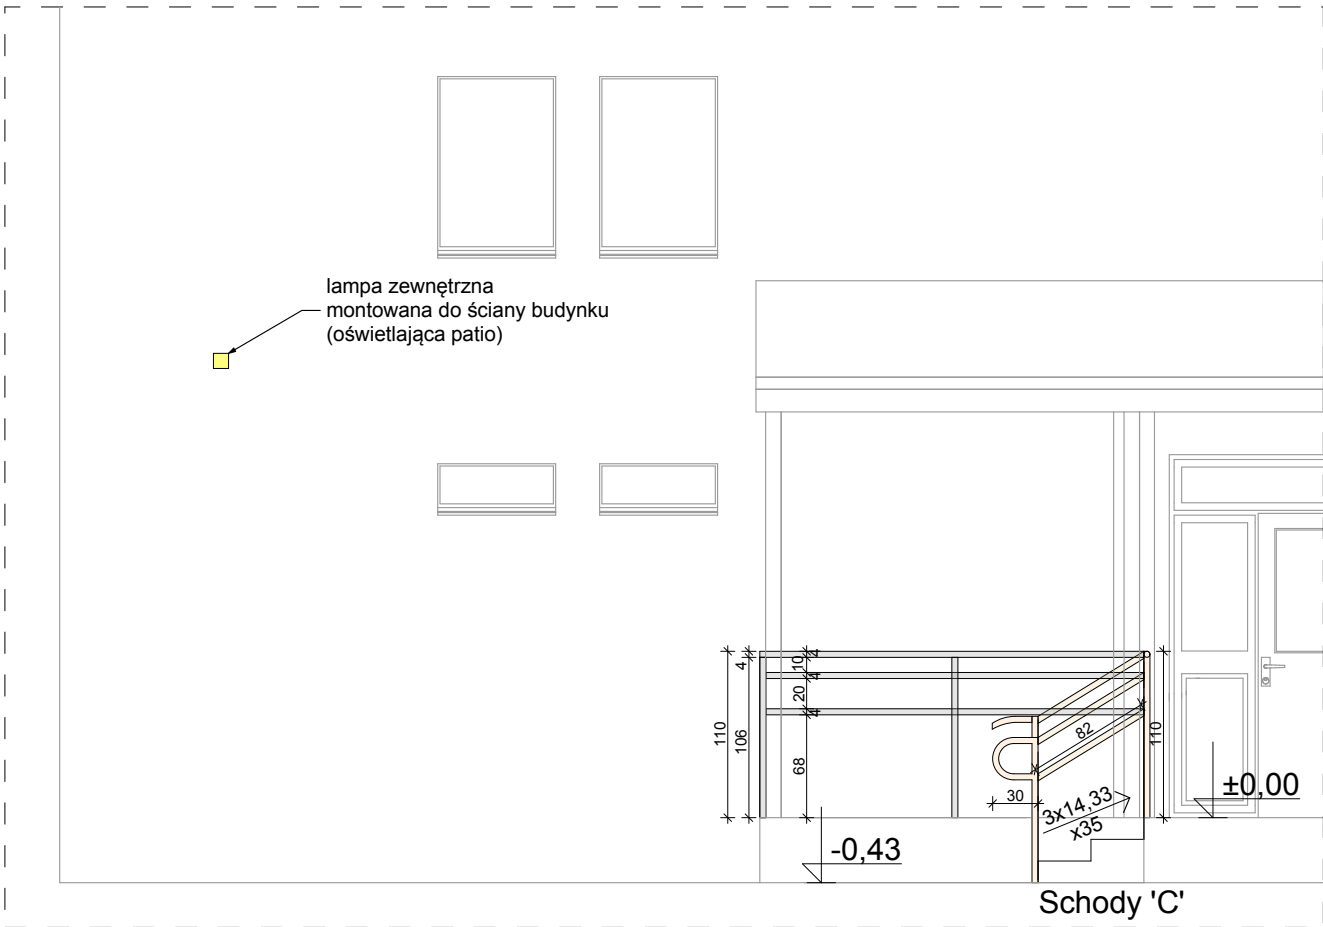 lampa zewnętrzna
montowana do ściany budynku
(oświetlająca patio)
110
4
106
4
10
4
20
4
68
82
110
30
3x14,33
x35
±0,00
-0,43
Schody 'C'